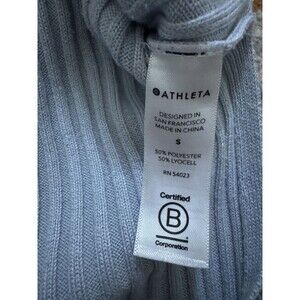 ATHLETA
DESIGNED IN
SAN FRANCISCO
MADE IN CHINA
S
50% POLYESTER
50% LYOCELL
RN 54023
Certified
B
Corporation